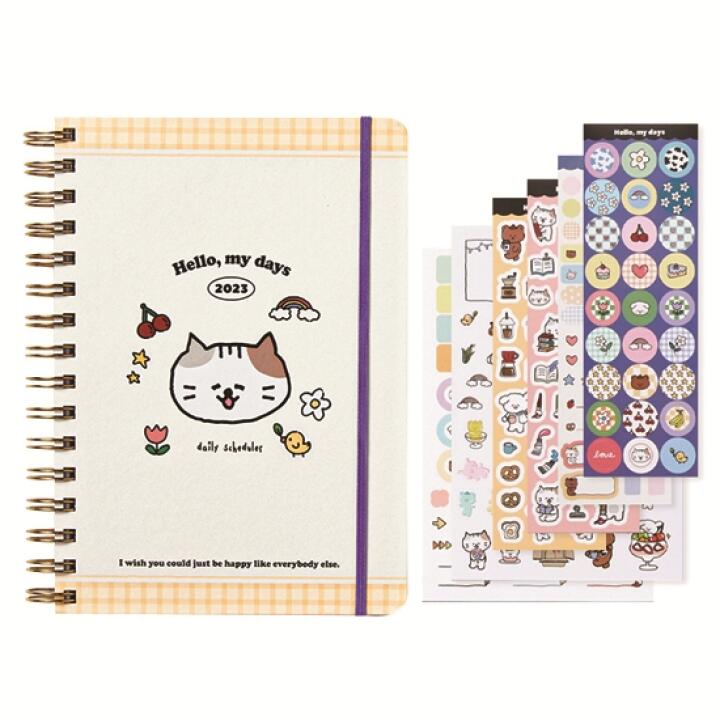 Hello, my days
2023
daily scheduler
I wish you could just be happy like everybody else.
Hello, my days
love